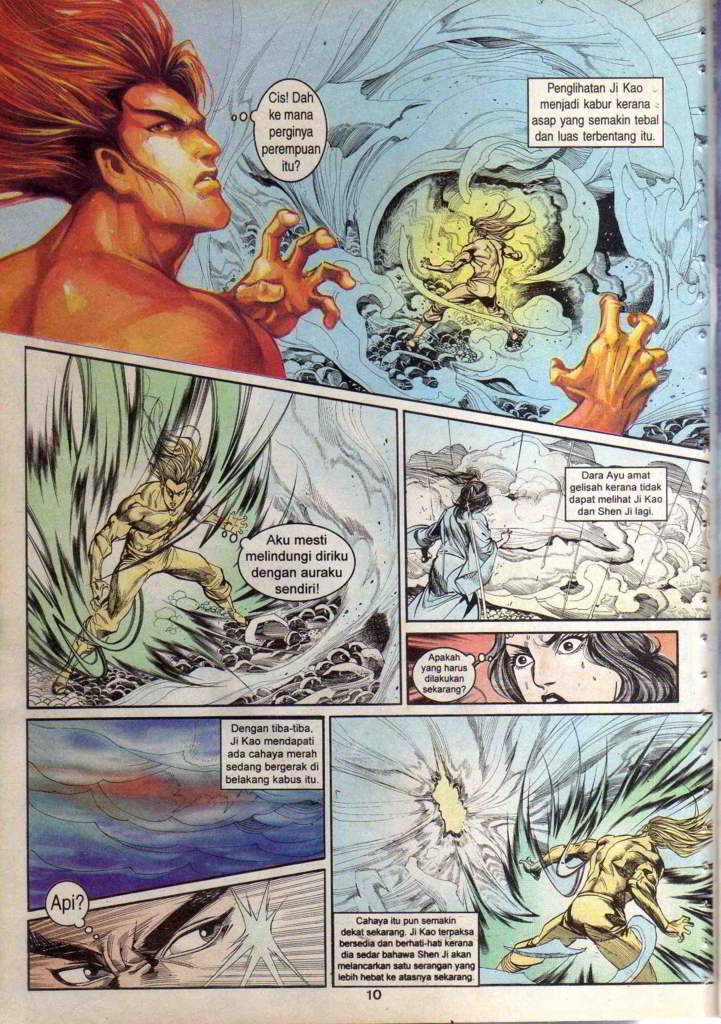 Cis! Dah
ke mana
perginya
perempuan
itu?
Penglihatan Ji Kao
menjadi kabur kerana
asap yang semakin tebal
dan luas terbentang itu.
Aku mesti
melindungi diriku
dengan auraku
sendiri!
Dara Ayu amat
gelisah kerana tidak
dapat melihat Ji Kao
dan Shen Ji lagi.
Apakah
yang harus
dilakukan
sekarang?
Dengan tiba-tiba,
Ji Kao mendapati
ada cahaya merah
sedang bergerak di
belakang kabus itu.
Api?
Cahaya itu pun semakin
dekat sekarang. Ji Kao terpaksa
bersedia dan berhati-hati kerana
dia sedar bahawa Shen Ji akan
melancarkan satu serangan yang
lebih hebat ke atasnya sekarang.
10